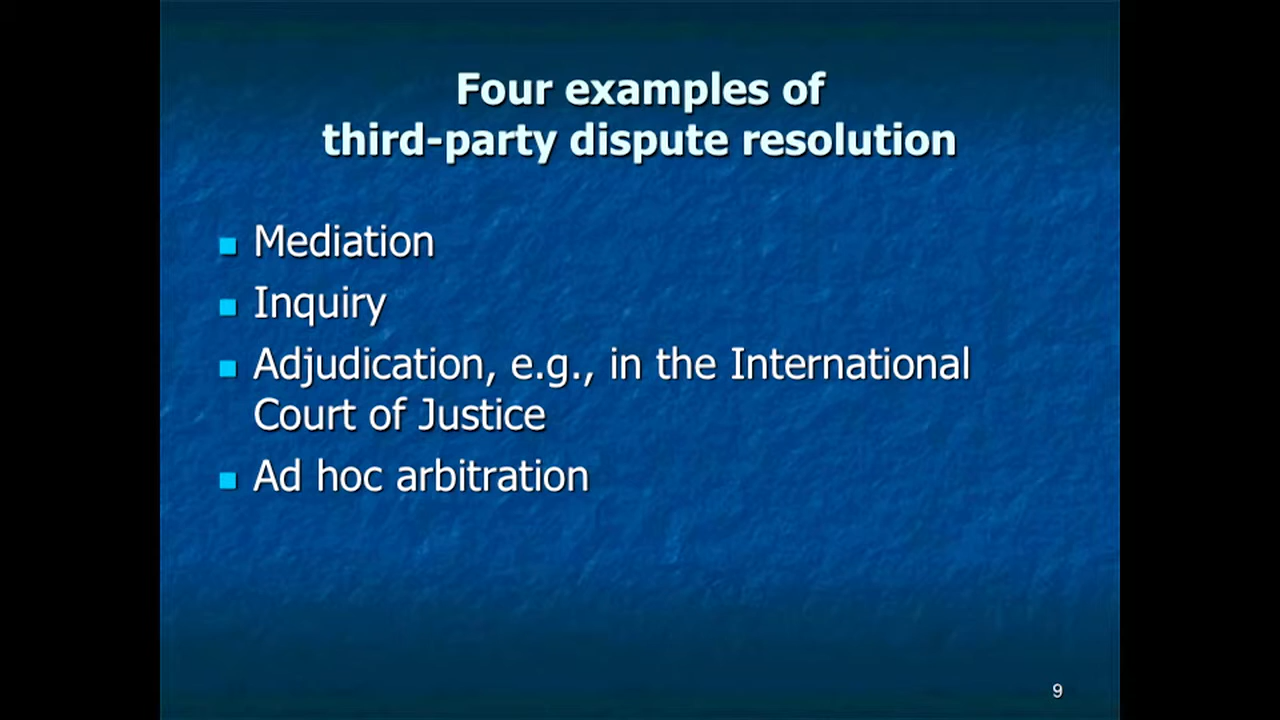 Four examples of
third-party dispute resolution
Mediation
Inquiry
Adjudication, e.g., in the International
Court of Justice
Ad hoc arbitration
9